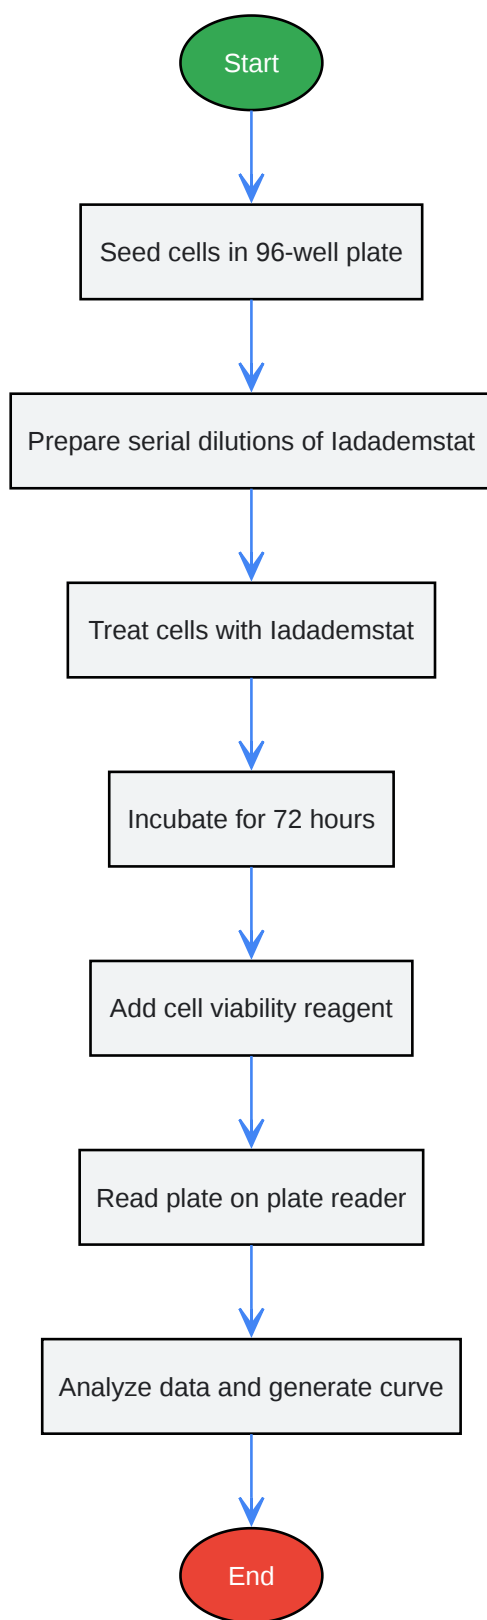 Start
Seed cells in 96-well plate
Prepare serial dilutions of Iadademstat
Treat cells with Iadademstat
Incubate for 72 hours
Add cell viability reagent
Read plate on plate reader
Analyze data and generate curve
End